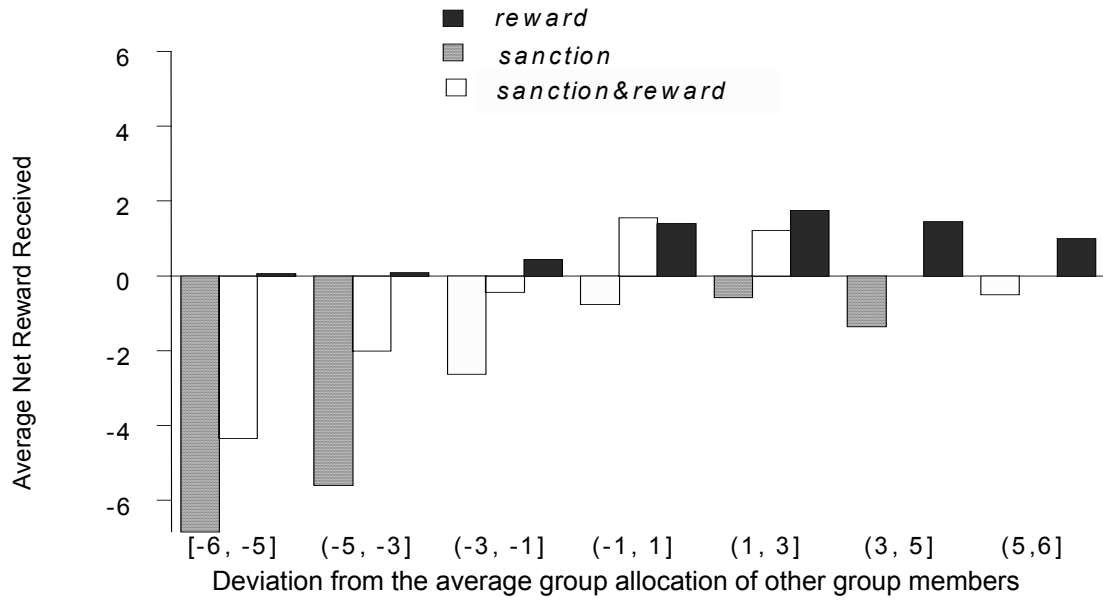 reward
sanction
sanction&reward
6
4
2
0
-2
-4
-6
Average Net Reward Received
[-6, -5] (-5, -3] (-3, -1] (-1, 1] (1, 3] (3, 5] (5,6]
Deviation from the average group allocation of other group members